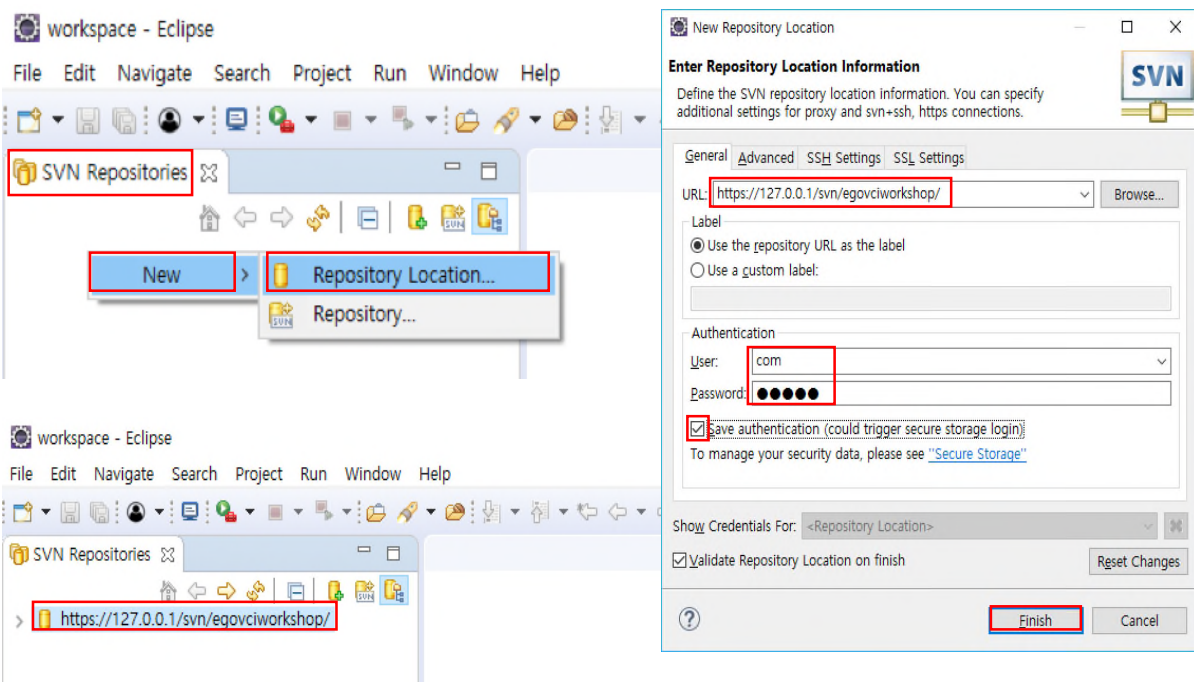 workspace - Eclipse
File Edit Navigate Search Project Run Window Help
SVN Repositories
SVN
New
Repository Location...
SVN
Repository...
New Repository Location
Enter Repository Location Information
Define the SVN repository location information. You can specify
additional settings for proxy and svn+ssh, https connections.
SVN
General Advanced SSH Settings SSL Settings
URL: https://127.0.0.1/svn/egovciworkshop/ Browse...
Label
Use the repository URL as the label
Use a custom label:
Authentication
User: com
Password: ●●●●●
Save authentication (could trigger secure storage login)
To manage your security data, please see "Secure Storage"
Show Credentials For: <Repository Location>
Validate Repository Location on finish Reset Changes
Finish Cancel
workspace - Eclipse
File Edit Navigate Search Project Run Window Help
SVN Repositories
SVN
https://127.0.0.1/svn/egovciworkshop/